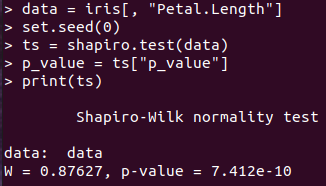 > data = iris[, "Petal.Length"]
> set.seed(0)
> ts = shapiro.test(data)
> p_value = ts["p_value"]
> print(ts)
Shapiro-Wilk normality test
data:  data
W = 0.87627, p-value = 7.412e-10